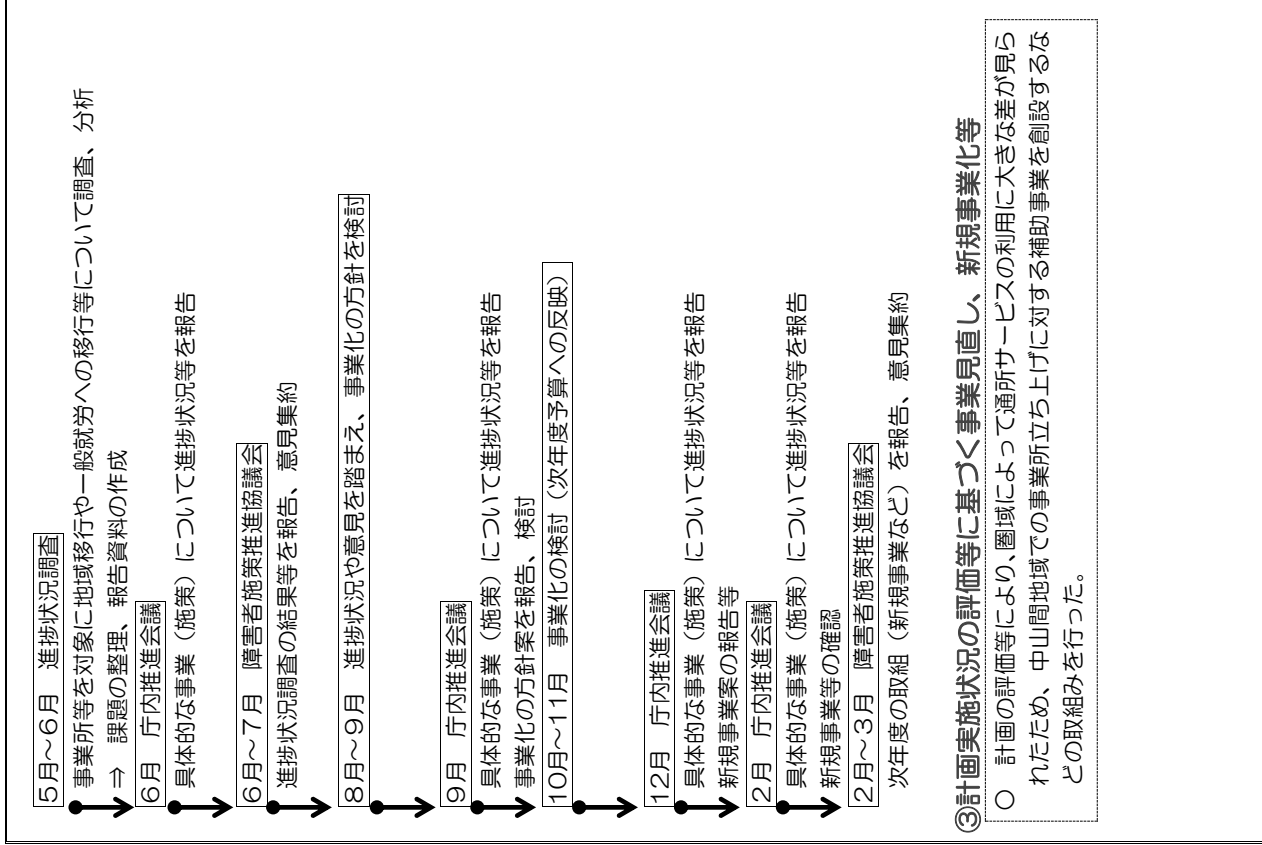 ５月～６月　進捗状況調査
事業所等を対象に地域移行や一般就労への移行等について調査、分析
⇒　課題の整理、報告資料の作成
６月　庁内推進会議
具体的な事業（施策）について進捗状況等を報告
６月～７月　障害者施策推進協議会
進捗状況調査の結果等を報告、意見集約
８月～９月　進捗状況や意見を踏まえ、事業化の方針を検討
９月　庁内推進会議
具体的な事業（施策）について進捗状況等を報告
事業化の方針案を報告、検討
10月～11月　事業化の検討（次年度予算への反映）
12月　庁内推進会議
具体的な事業（施策）について進捗状況等を報告
新規事業案の報告等
２月　庁内推進会議
具体的な事業（施策）について進捗状況等を報告
新規事業等の確認
２月～３月　障害者施策推進協議会
次年度の取組（新規事業など）を報告、意見集約
③計画実施状況の評価等に基づく事業見直し、新規事業化等
○　計画の評価等により、圏域によって通所サービスの利用に大きな差が見ら
れたため、中山間地域での事業所立ち上げに対する補助事業を創設するな
どの取組みを行った。